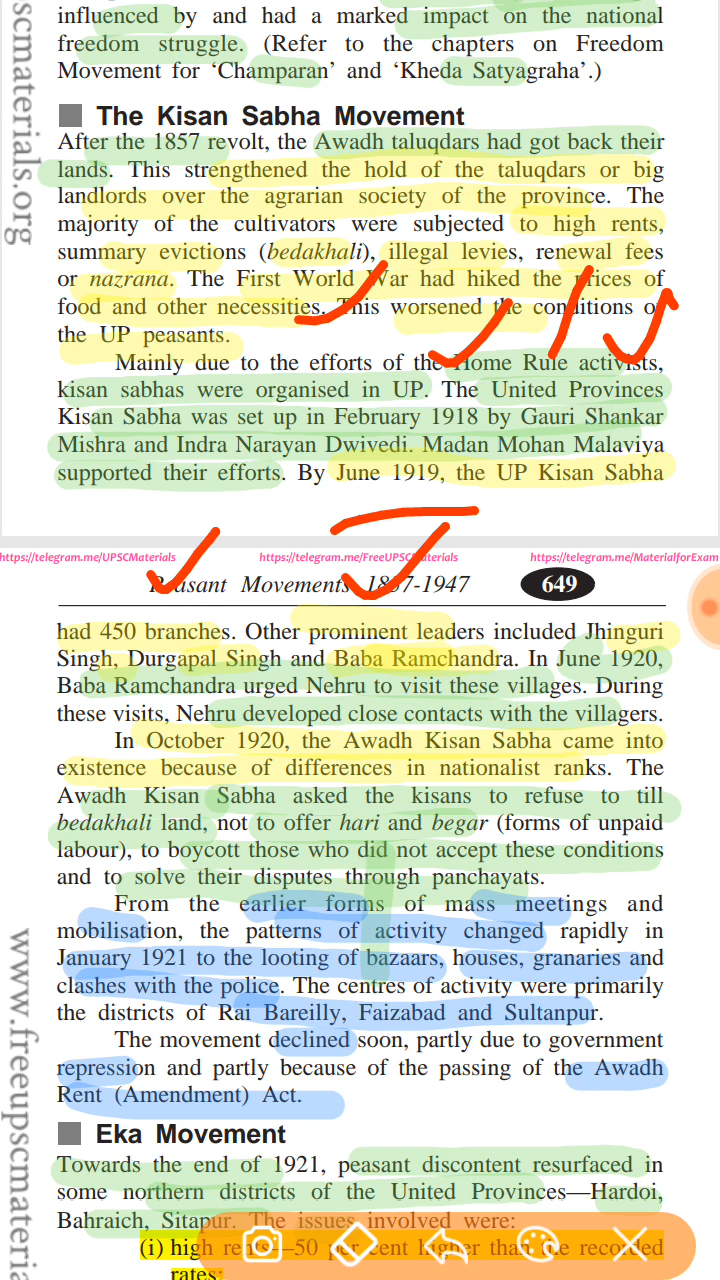 influenced by and had a marked impact on the national
freedom struggle. (Refer to the chapters on Freedom
Movement for ‘Champaran’ and ‘Kheda Satyagraha’.)
The Kisan Sabha Movement
After the 1857 revolt, the Awadh taluqdars had got back their
lands. This strengthened the hold of the taluqdars or big
landlords over the agrarian society of the province. The
majority of the cultivators were subjected to high rents,
summary evictions (bedakhali), illegal levies, renewal fees
or nazrana. The First World War had hiked the prices of
food and other necessities. This worsened the conditions of
the UP peasants.
Mainly due to the efforts of the Home Rule activists,
kisan sabhas were organised in UP. The United Provinces
Kisan Sabha was set up in February 1918 by Gauri Shankar
Mishra and Indra Narayan Dwivedi. Madan Mohan Malaviya
supported their efforts. By June 1919, the UP Kisan Sabha
https://telegram.me/UPSCMaterials https://telegram.me/FreeUPSCMaterials https://telegram.me/MaterialforExam
Peasant Movements 1857-1947 649
had 450 branches. Other prominent leaders included Jhinguri
Singh, Durgapal Singh and Baba Ramchandra. In June 1920,
Baba Ramchandra urged Nehru to visit these villages. During
these visits, Nehru developed close contacts with the villagers.
In October 1920, the Awadh Kisan Sabha came into
existence because of differences in nationalist ranks. The
Awadh Kisan Sabha asked the kisans to refuse to till
bedakhali land, not to offer hari and begar (forms of unpaid
labour), to boycott those who did not accept these conditions
and to solve their disputes through panchayats.
From the earlier forms of mass meetings and
mobilisation, the patterns of activity changed rapidly in
January 1921 to the looting of bazaars, houses, granaries and
clashes with the police. The centres of activity were primarily
the districts of Rai Bareilly, Faizabad and Sultanpur.
The movement declined soon, partly due to government
repression and partly because of the passing of the Awadh
Rent (Amendment) Act.
Eka Movement
Towards the end of 1921, peasant discontent resurfaced in
some northern districts of the United Provinces—Hardoi,
Bahraich, Sitapur. The issues involved were:
(i) high rents—50 per cent higher than the recorded
rates;
scmaterials.org
www.freeupscmateria